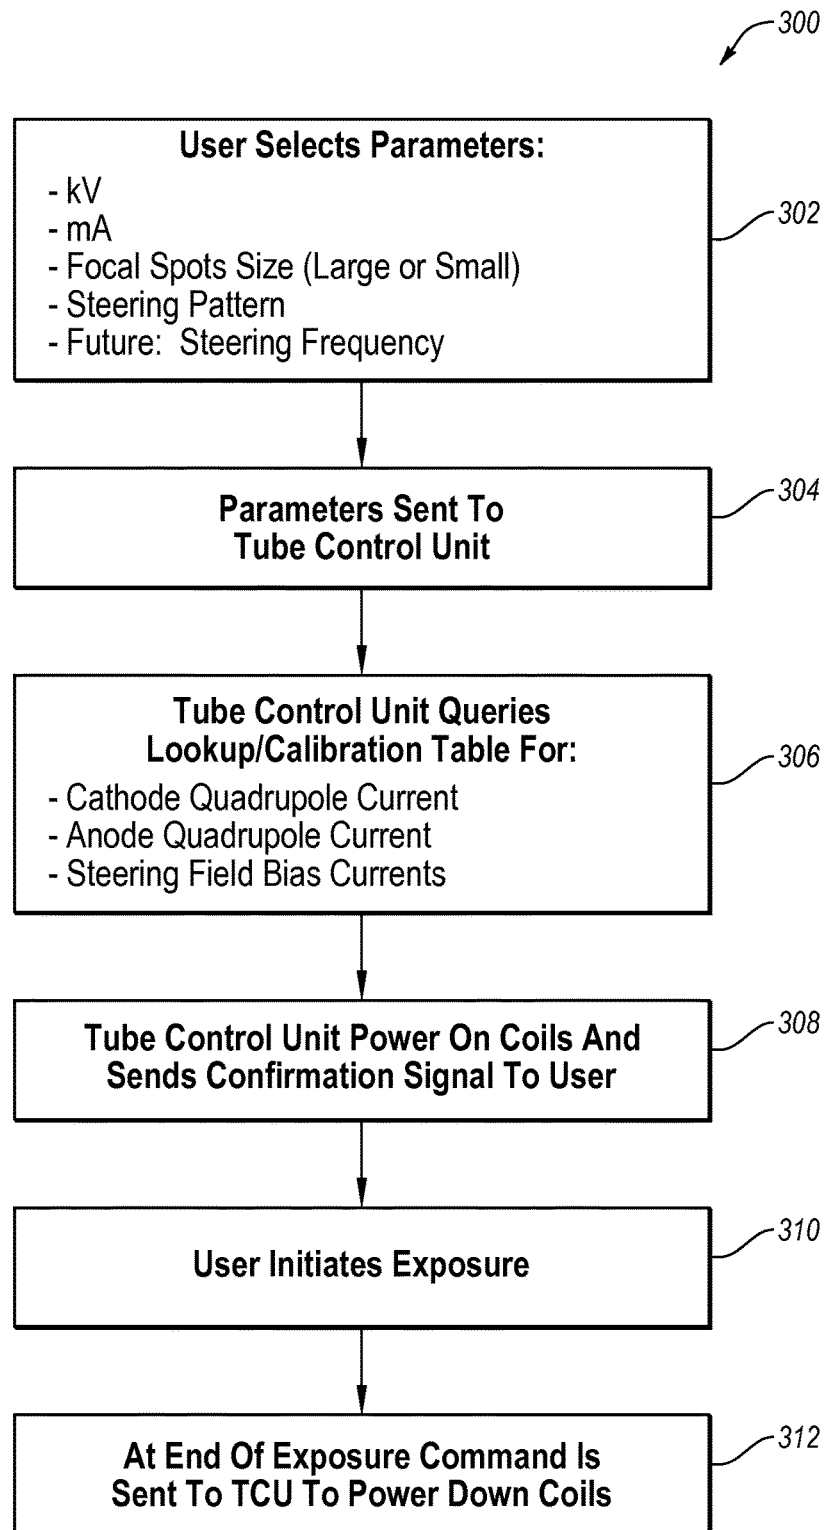 300
User Selects Parameters:
- kV
- mA
- Focal Spots Size (Large or Small)
- Steering Pattern
- Future: Steering Frequency
302
Parameters Sent To
Tube Control Unit
304
Tube Control Unit Queries
Lookup/Calibration Table For:
- Cathode Quadrupole Current
- Anode Quadrupole Current
- Steering Field Bias Currents
306
Tube Control Unit Power On Coils And
Sends Confirmation Signal To User
308
User Initiates Exposure
310
At End Of Exposure Command Is
Sent To TCU To Power Down Coils
312